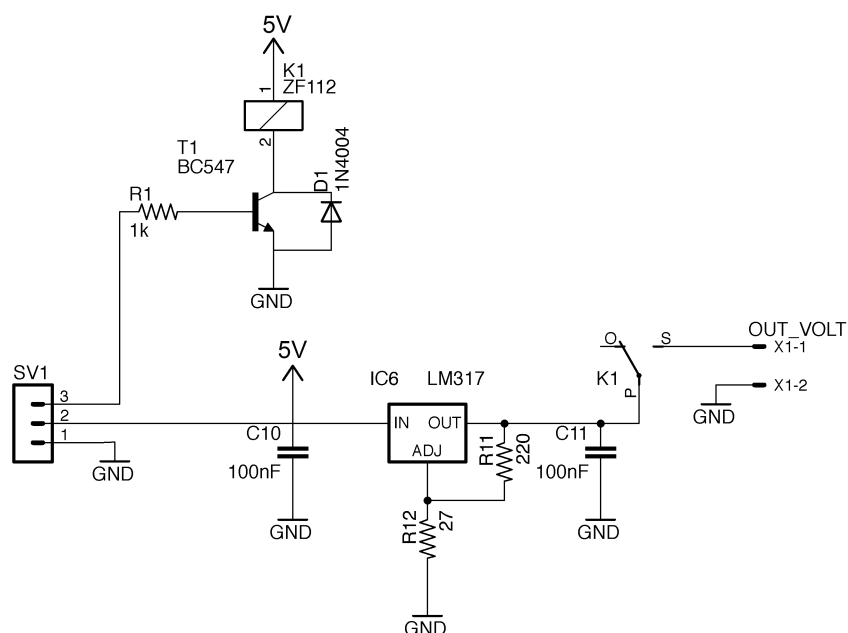 5V
K1
ZF112
1
2
T1
BC547
D1
1N4004
R1
1k
GND
OUT_VOLT
O
S
X1-1
K1
P
X1-2
GND
SV1
3
2
1
GND
5V
C10
100nF
GND
IC6
LM317
IN
OUT
ADJ
R11
220
C11
100nF
GND
R12
27
GND